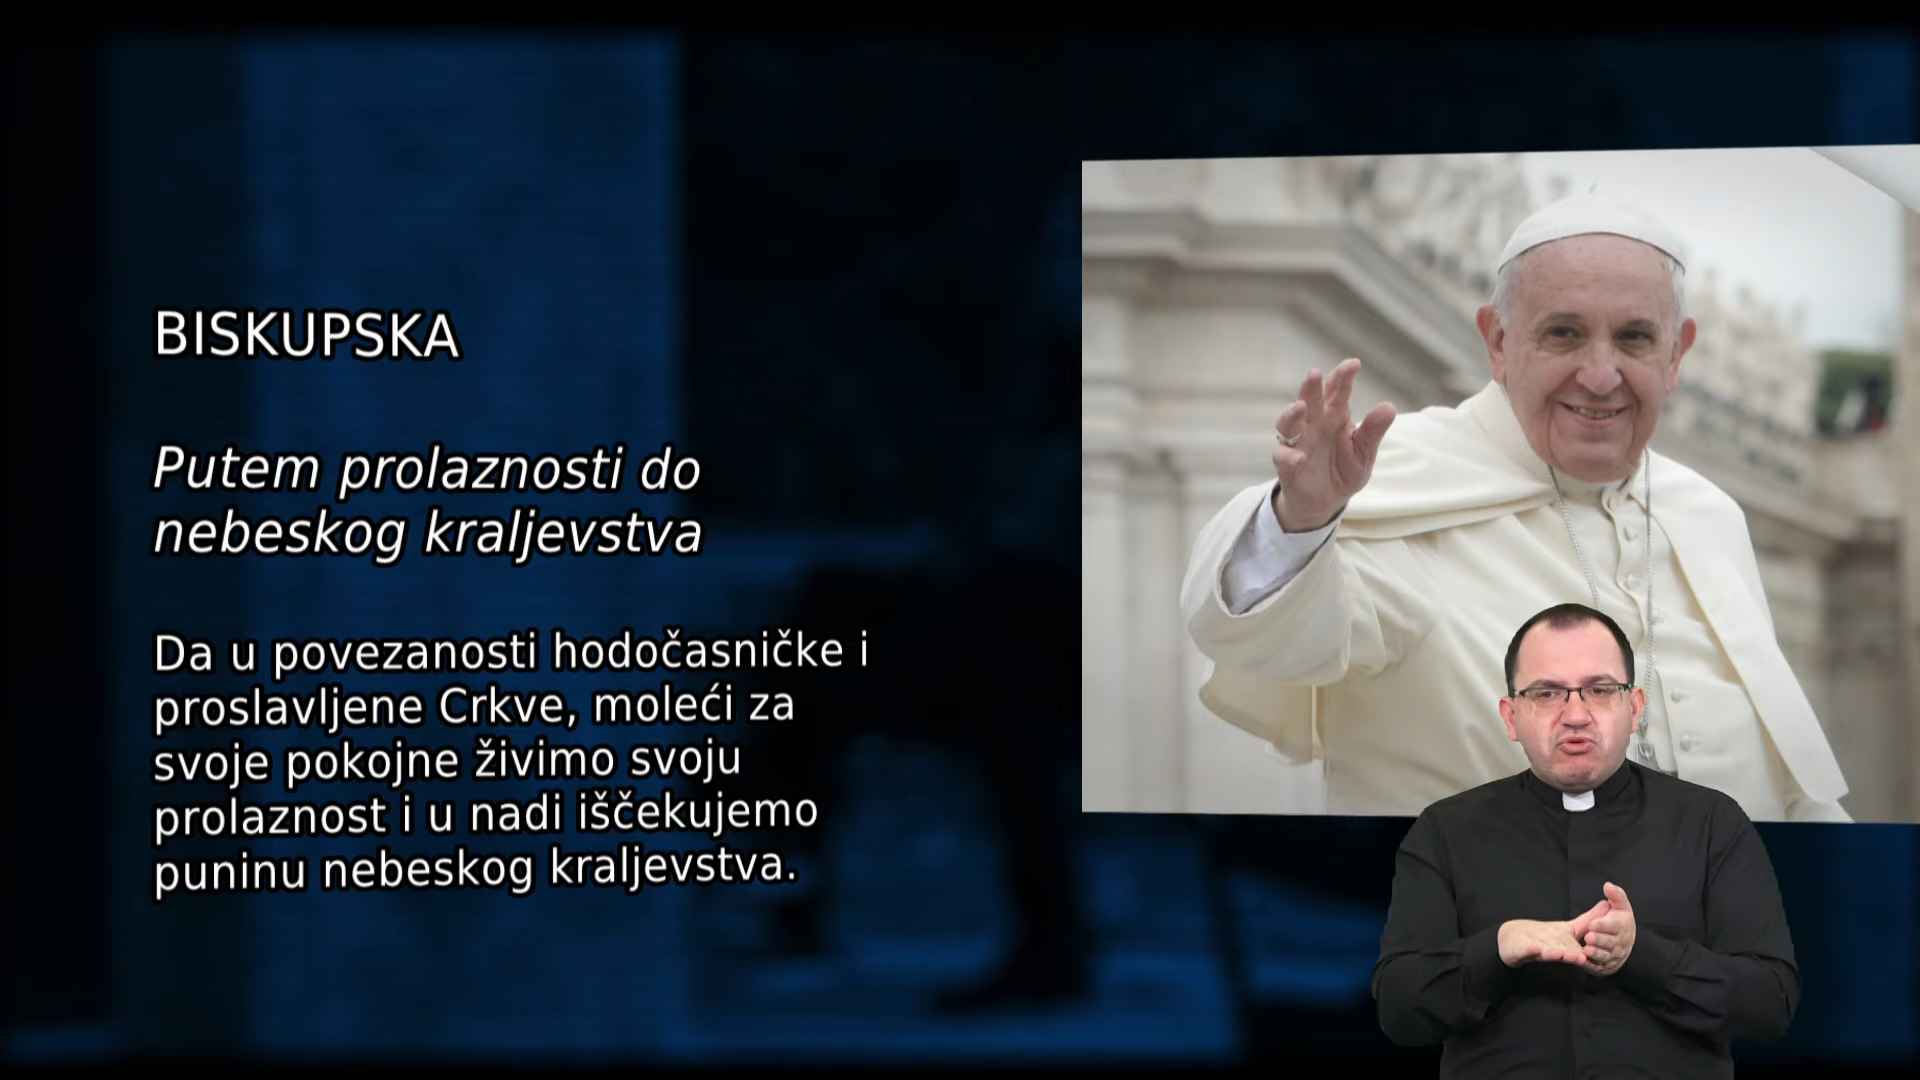 BISKUPSKA
Putem prolaznosti do
nebeskog kraljevstva
Da u povezanosti hodočasničke i
proslavljene Crkve, moleći za
svoje pokojne živimo svoju
prolaznost i u nadi iščekujemo
puninu nebeskog kraljevstva.